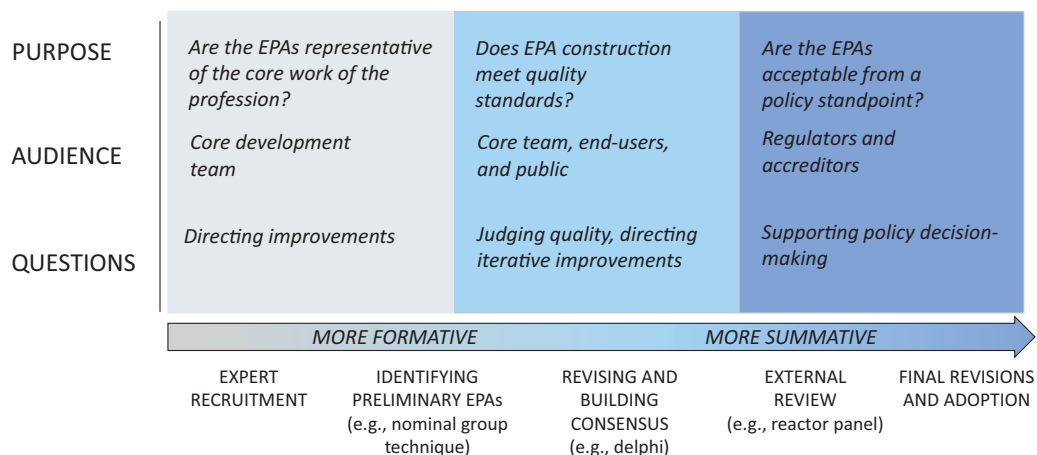 PURPOSE
Are the EPAs representative
of the core work of the
profession?
Does EPA construction
meet quality
standards?
Are the EPAs
acceptable from a
policy standpoint?
AUDIENCE
Core development
team
Core team, end-users,
and public
Regulators and
accreditors
QUESTIONS
Directing improvements
Judging quality, directing
iterative improvements
Supporting policy decision-
making
MORE FORMATIVE
MORE SUMMATIVE
EXPERT
RECRUITMENT
IDENTIFYING
PRELIMINARY EPAs
(e.g., nominal group
technique)
REVISING AND
BUILDING
CONSENSUS
(e.g., delphi)
EXTERNAL
REVIEW
(e.g., reactor panel)
FINAL REVISIONS
AND ADOPTION